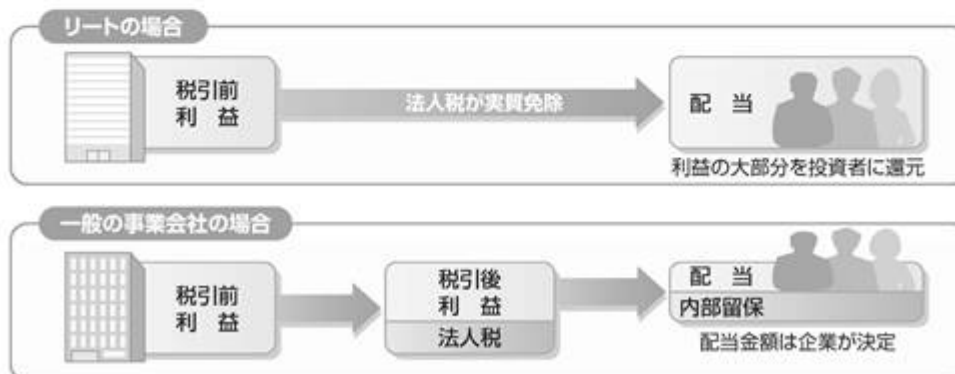 リートの場合
税引前
利 益
法人税が実質免除
配 当
利益の大部分を投資者に還元
一般の事業会社の場合
税引前
利 益
税引後
利 益
法人税
配 当
内部留保
配当金額は企業が決定